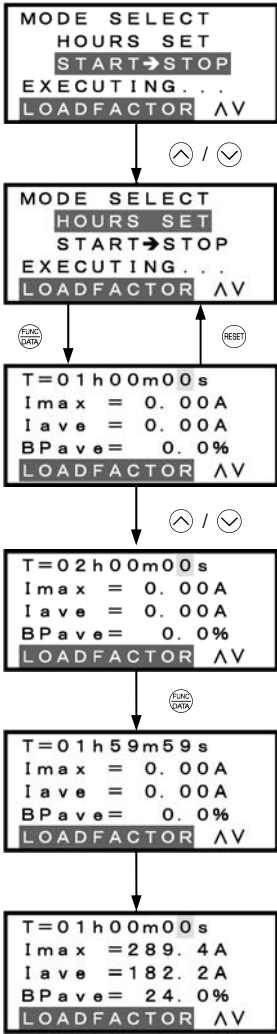 MODE SELECT
HOURS SET
START➔STOP
EXECUTING...
LOADFACTOR ∧∨
/
MODE SELECT
HOURS SET
START➔STOP
EXECUTING...
LOADFACTOR ∧∨
FUNC
DATA
RESET
T=01h00m00s
Imax = 0.00A
Iave = 0.00A
BPave= 0.0%
LOADFACTOR ∧∨
/
T=02h00m00s
Imax = 0.00A
Iave = 0.00A
BPave= 0.0%
LOADFACTOR ∧∨
FUNC
DATA
T=01h59m59s
Imax = 0.00A
Iave = 0.00A
BPave= 0.0%
LOADFACTOR ∧∨
T=01h00m00s
Imax =289.4A
Iave =182.2A
BPave= 24.0%
LOADFACTOR ∧∨